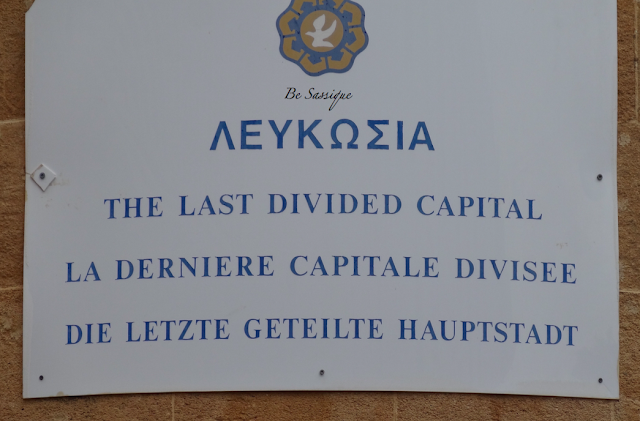 Be Sassique
ΛΕΥΚΩΣΙΑ
THE LAST DIVIDED CAPITAL
LA DERNIERE CAPITALE DIVISEE
DIE LETZTE GETEILTE HAUPTSTADT